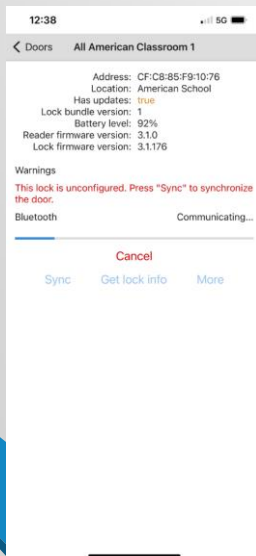 12:38
5G
Doors All American Classroom 1
Address: CF:C8:85:F9:10:76
Location: American School
Has updates: true
Lock bundle version: 1
Battery level: 92%
Reader firmware version: 3.1.0
Lock firmware version: 3.1.176
Warnings
This lock is unconfigured. Press "Sync" to synchronize
the door.
Bluetooth Communicating...
Cancel
Sync Get lock info More